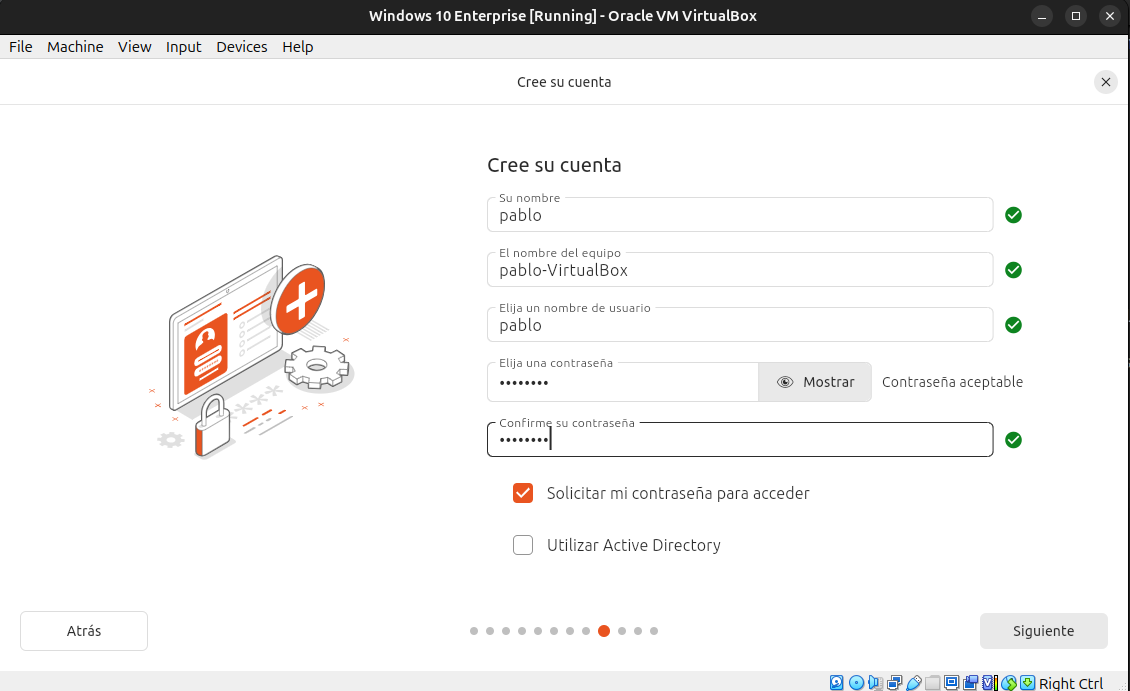 Windows 10 Enterprise [Running] - Oracle VM VirtualBox
File Machine View Input Devices Help
Cree su cuenta
Cree su cuenta
Su nombre
pablo
El nombre del equipo
pablo-VirtualBox
Elija un nombre de usuario
pablo
Elija una contraseña
•••••••• Mostrar Contraseña aceptable
Confirme su contraseña
••••••••
Solicitar mi contraseña para acceder
Utilizar Active Directory
Atrás
Siguiente
Right Ctrl